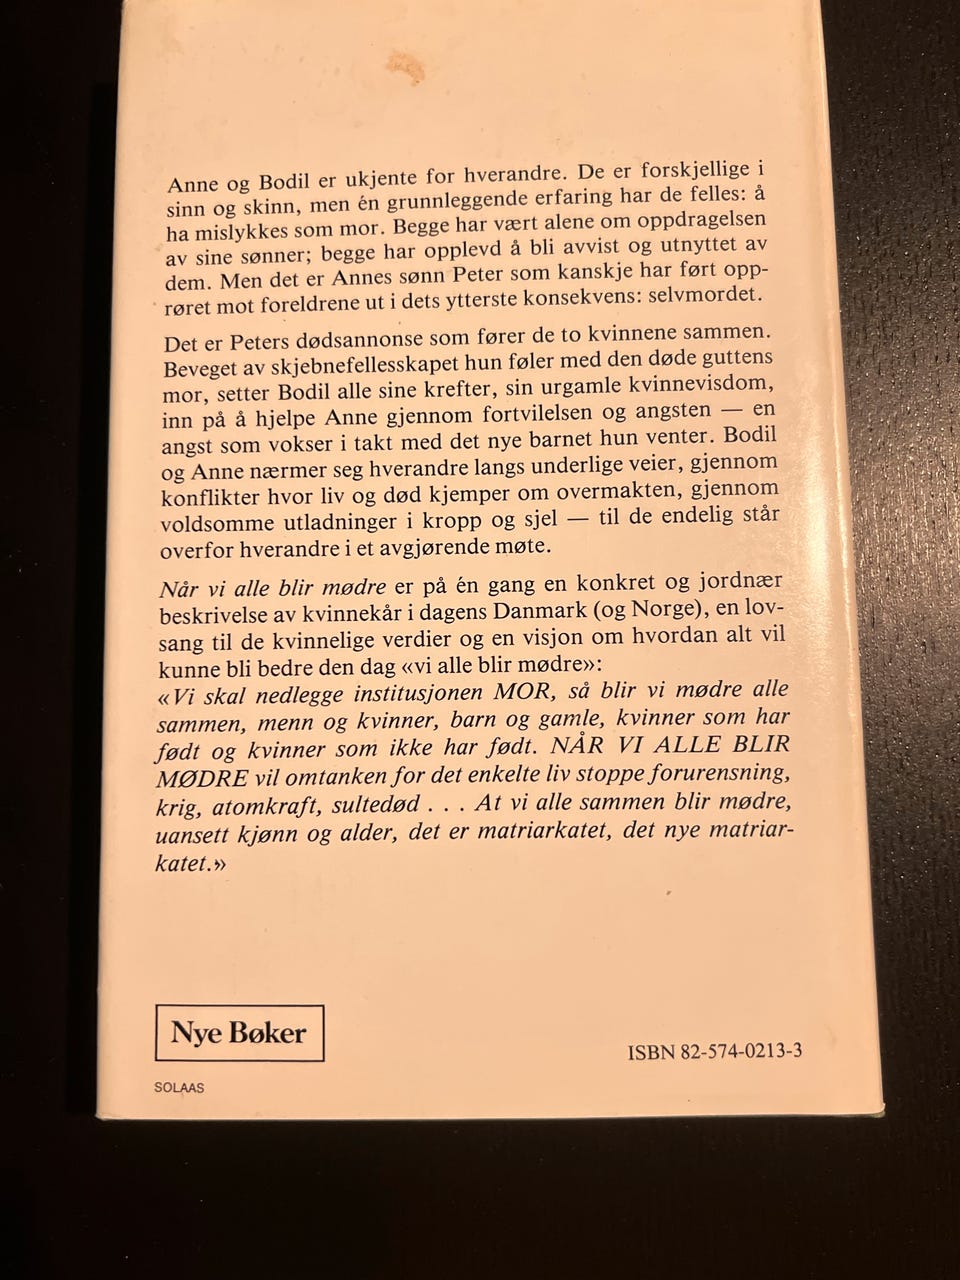 Anne og Bodil er ukjente for hverandre. De er forskjellige i
sinn og skinn, men én grunnleggende erfaring har de felles: å
ha mislykkes som mor. Begge har vært alene om oppdragelsen
av sine sønner; begge har opplevd å bli avvist og utnyttet av
dem. Men det er Annes sønn Peter som kanskje har ført opp-
røret mot foreldrene ut i dets ytterste konsekvens: selvmordet.
Det er Peters dødsannonse som fører de to kvinnene sammen.
Beveget av skjebnefellesskapet hun føler med den døde guttens
mor, setter Bodil alle sine krefter, sin urgamle kvinnevisdom,
inn på å hjelpe Anne gjennom fortvilelsen og angsten — en
angst som vokser i takt med det nye barnet hun venter. Bodil
og Anne nærmer seg hverandre langs underlige veier, gjennom
konflikter hvor liv og død kjemper om overmakten, gjennom
voldsomme utladninger i kropp og sjel — til de endelig står
overfor hverandre i et avgjørende møte.
Når vi alle blir mødre er på én gang en konkret og jordnær
beskrivelse av kvinnekår i dagens Danmark (og Norge), en lov-
sang til de kvinnelige verdier og en visjon om hvordan alt vil
kunne bli bedre den dag «vi alle blir mødre»:
«Vi skal nedlegge institusjonen MOR, så blir vi mødre alle
sammen, menn og kvinner, barn og gamle, kvinner som har
født og kvinner som ikke har født. NÅR VI ALLE BLIR
MØDRE vil omtanken for det enkelte liv stoppe forurensning,
krig, atomkraft, sultedød . . . At vi alle sammen blir mødre,
uansett kjønn og alder, det er matriarkatet, det nye matriar-
katet.»
Nye Bøker
ISBN 82-574-0213-3
SOLAAS